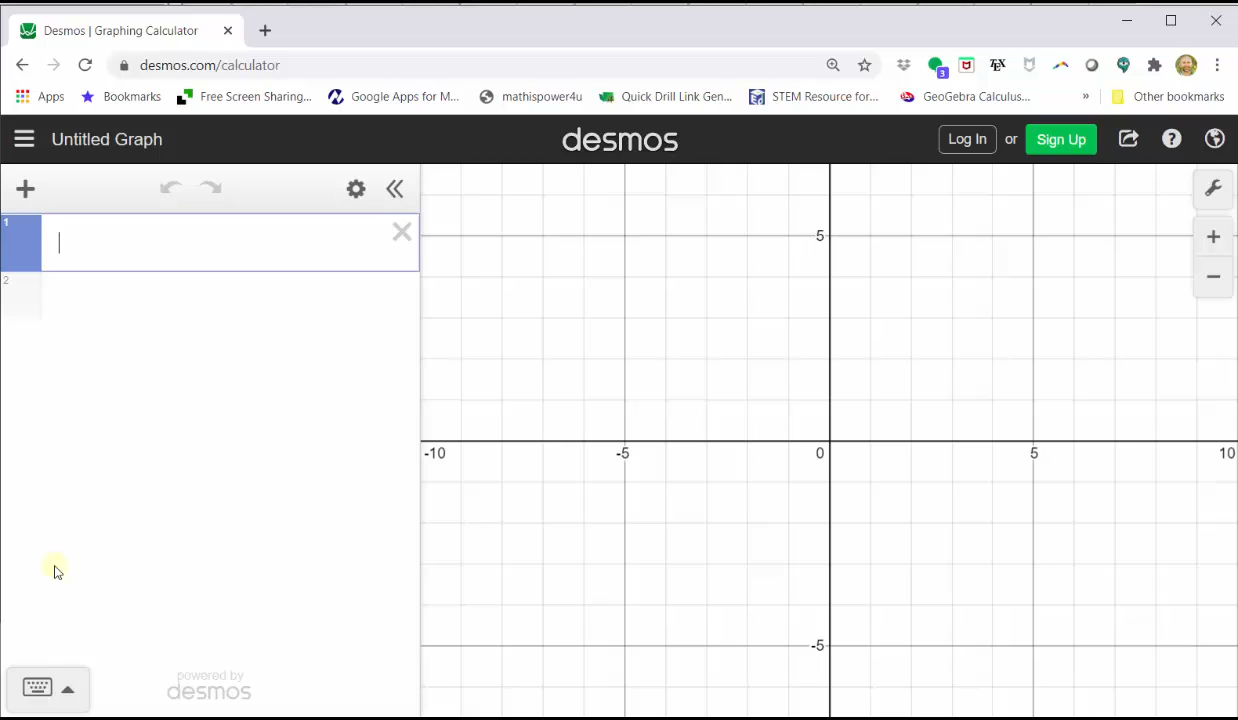 Desmos | Graphing Calculator
desmos.com/calculator
3
TEX
Apps
Bookmarks
Free Screen Sharing...
Google Apps for M...
mathispower4u
Quick Drill Link Gen...
STEM Resource for...
GeoGebra Calculus...
»
Other bookmarks
Untitled Graph
desmos
Log In or Sign Up
1
2
5
-10 -5 0 5 10
-5
powered by
desmos